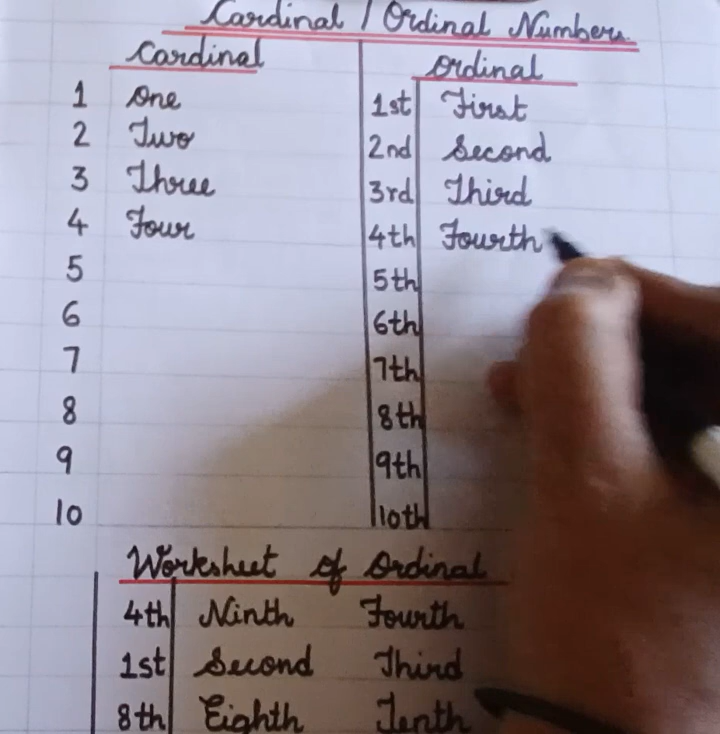 Cardinal / Ordinal Numbers
Cardinal Ordinal
1 One 1st First
2 Two 2nd Second
3 Three 3rd Third
4 Four 4th Fourth
5 5th
6 6th
7 7th
8 8th
9 9th
10 10th
Worksheet of Ordinal
4th Ninth Fourth
1st Second Third
8th Eighth Tenth